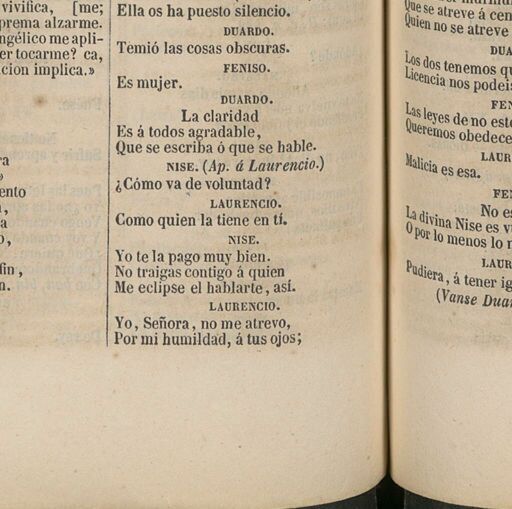 vivifica, [me;
prema alzarme.
ngélico me apli-
er tocarme? ca,
cion implica.»
ra
»
ento
,
a
o,
fin,
n.
Ella os ha puesto silencio.
DUARDO.
Temió las cosas obscuras.
FENISO.
Es mujer.
DUARDO.
La claridad
Es á todos agradable,
Que se escriba ó que se hable.
NISE. (Ap. á Laurencio.)
¿Cómo va de voluntad?
LAURENCIO.
Como quien la tiene en tí.
NISE.
Yo te la pago muy bien.
No traigas contigo á quien
Me eclipse el hablarte, así.
LAURENCIO.
Yo, Señora, no me atrevo,
Por mi humildad, á tus ojos;
Que se atreve á cen
Quien no se atreve
DUA
Los dos tenemos qu
Licencia nos podeis
FEN
Las leyes de no este
Queremos obedece
LAUR
Malicia es esa.
FEN
No es
La divina Nise es vu
O por lo menos lo m
LAUR
Pudiera, á tener ig
(Vanse Duar